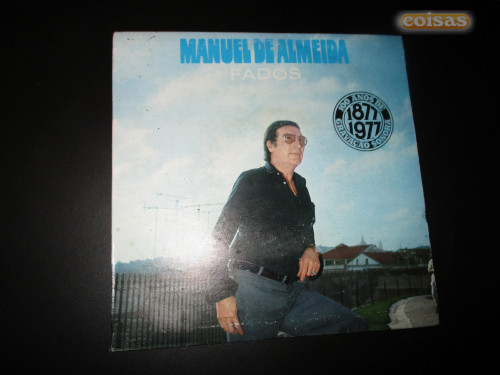 coisas
MANUEL DE ALMEIDA
FADOS
100 ANOS DE
1877
1977
GRAVAÇÃO SONORA